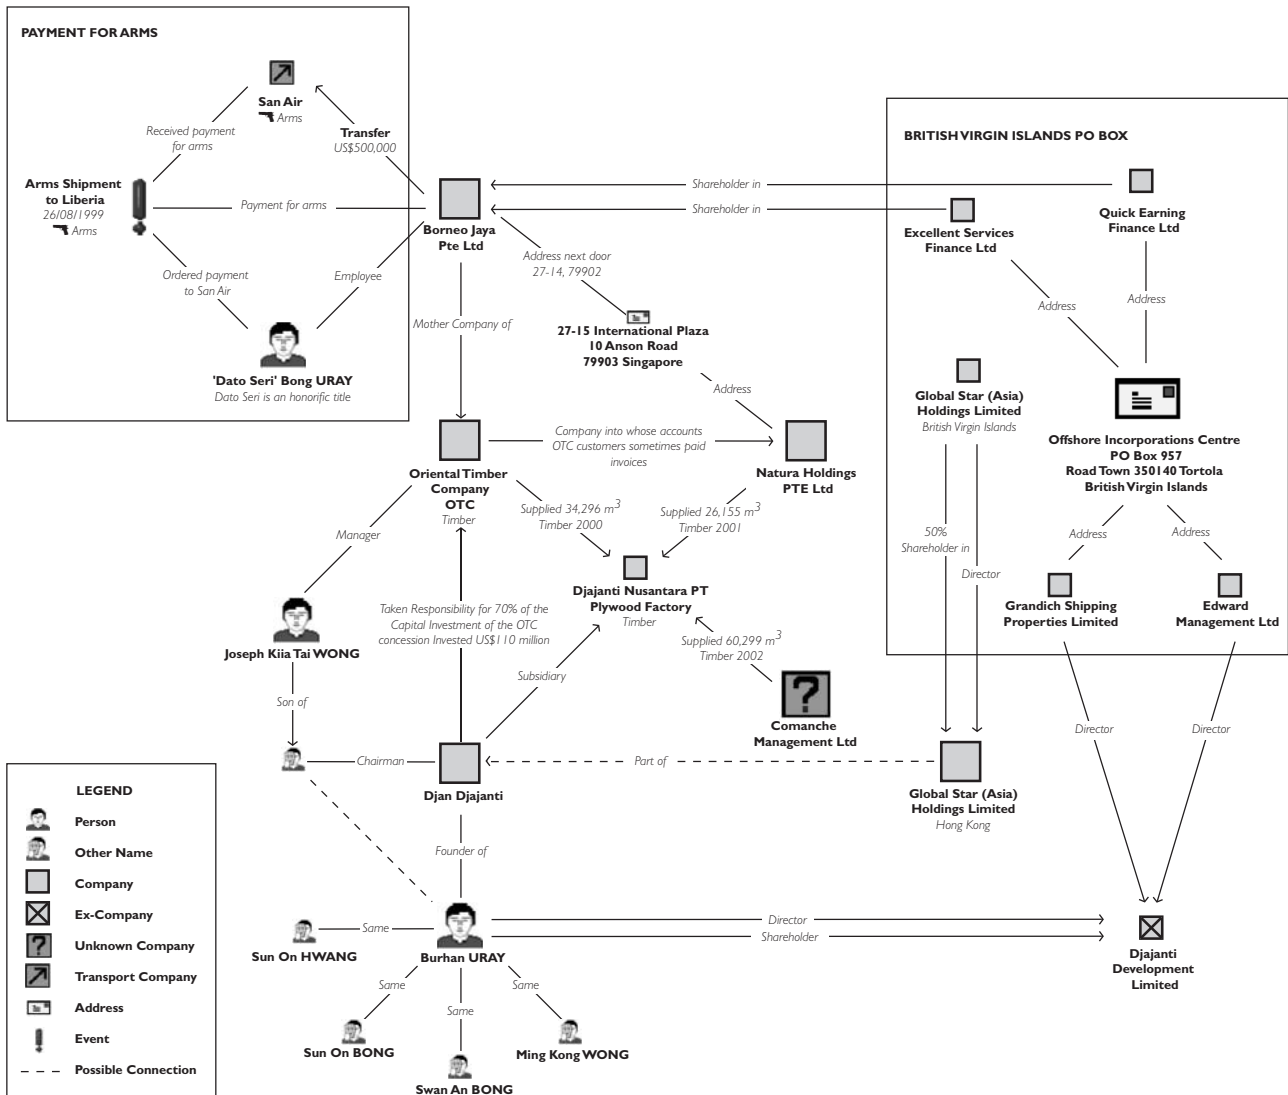 PAYMENT FOR ARMS
San Air
Arms
Received payment
for arms
Transfer
US$500,000
Arms Shipment
to Liberia
26/08/1999
Arms
Payment for arms
Borneo Jaya
Pte Ltd
Ordered payment
to San Air
Employee
'Dato Seri' Bong URAY
Dato Seri is an honorific title
BRITISH VIRGIN ISLANDS PO BOX
Shareholder in
Shareholder in
Quick Earning
Finance Ltd
Excellent Services
Finance Ltd
Address
Address
Address next door
27-14, 79902
Mother Company of
27-15 International Plaza
10 Anson Road
79903 Singapore
Address
Global Star (Asia)
Holdings Limited
British Virgin Islands
Offshore Incorporations Centre
PO Box 957
Road Town 350140 Tortola
British Virgin Islands
Oriental Timber
Company
OTC
Timber
Company into whose accounts
OTC customers sometimes paid
invoices
Natura Holdings
PTE Ltd
Supplied 34,296 m3
Timber 2000
Supplied 26,155 m3
Timber 2001
Manager
50%
Shareholder in
Director
Address
Address
Djajanti Nusantara PT
Plywood Factory
Timber
Grandich Shipping
Properties Limited
Edward
Management Ltd
Joseph Kiia Tai WONG
Taken Responsibility for 70% of the
Capital Investment of the OTC
concession Invested US$110 million
Supplied 60,299 m3
Timber 2002
Subsidiary
Son of
Comanche
Management Ltd
Director
Director
Chairman
Djan Djajanti
Part of
Global Star (Asia)
Holdings Limited
Hong Kong
Founder of
Same
Sun On HWANG
Burhan URAY
Director
Shareholder
Djajanti
Development
Limited
Same
Same
Same
Sun On BONG
Swan An BONG
Ming Kong WONG
LEGEND
Person
Other Name
Company
Ex-Company
?
Unknown Company
Transport Company
Address
Event
Possible Connection